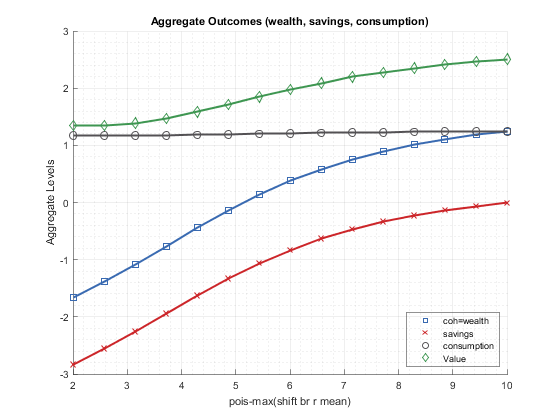 Aggregate Outcomes (wealth, savings, consumption)
3
2
1
0
-1
-2
-3
Aggregate Levels
2
3
4
5
6
7
8
9
10
pois-max(shift br r mean)
coh=wealth
savings
consumption
Value